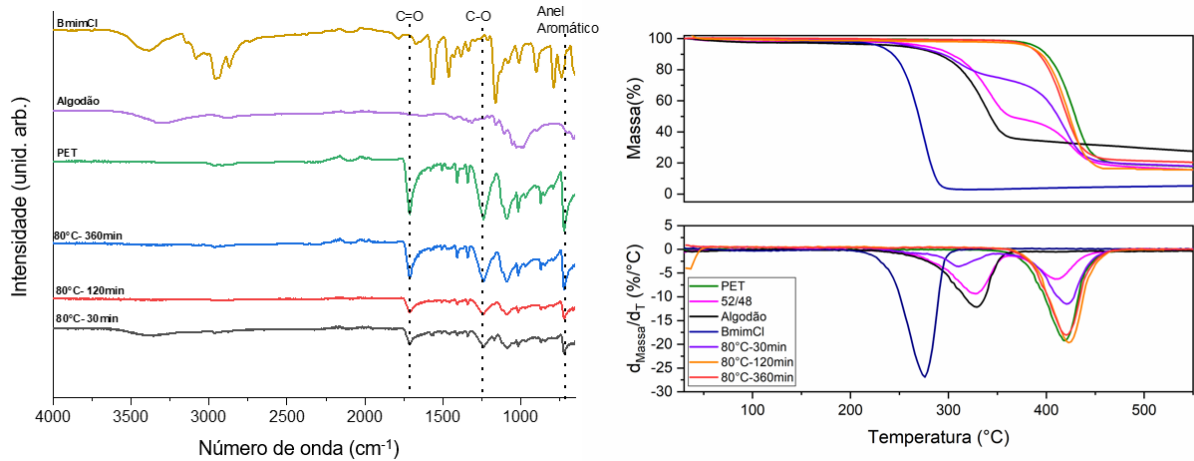 C=O
C-O
Anel
Aromático
BmimCl
Algodão
PET
80°C- 360min
80°C- 120min
80°C- 30min
Intensidade (unid. arb.)
4000 3500 3000 2500 2000 1500 1000
Número de onda (cm-1)
100
80
60
40
20
0
Massa(%)
5
0
-5
-10
-15
-20
-25
-30
dMassa/dT (%/°C)
PET
52/48
Algodão
BmimCl
80°C-30min
80°C-120min
80°C-360min
100 200 300 400 500
Temperatura (°C)